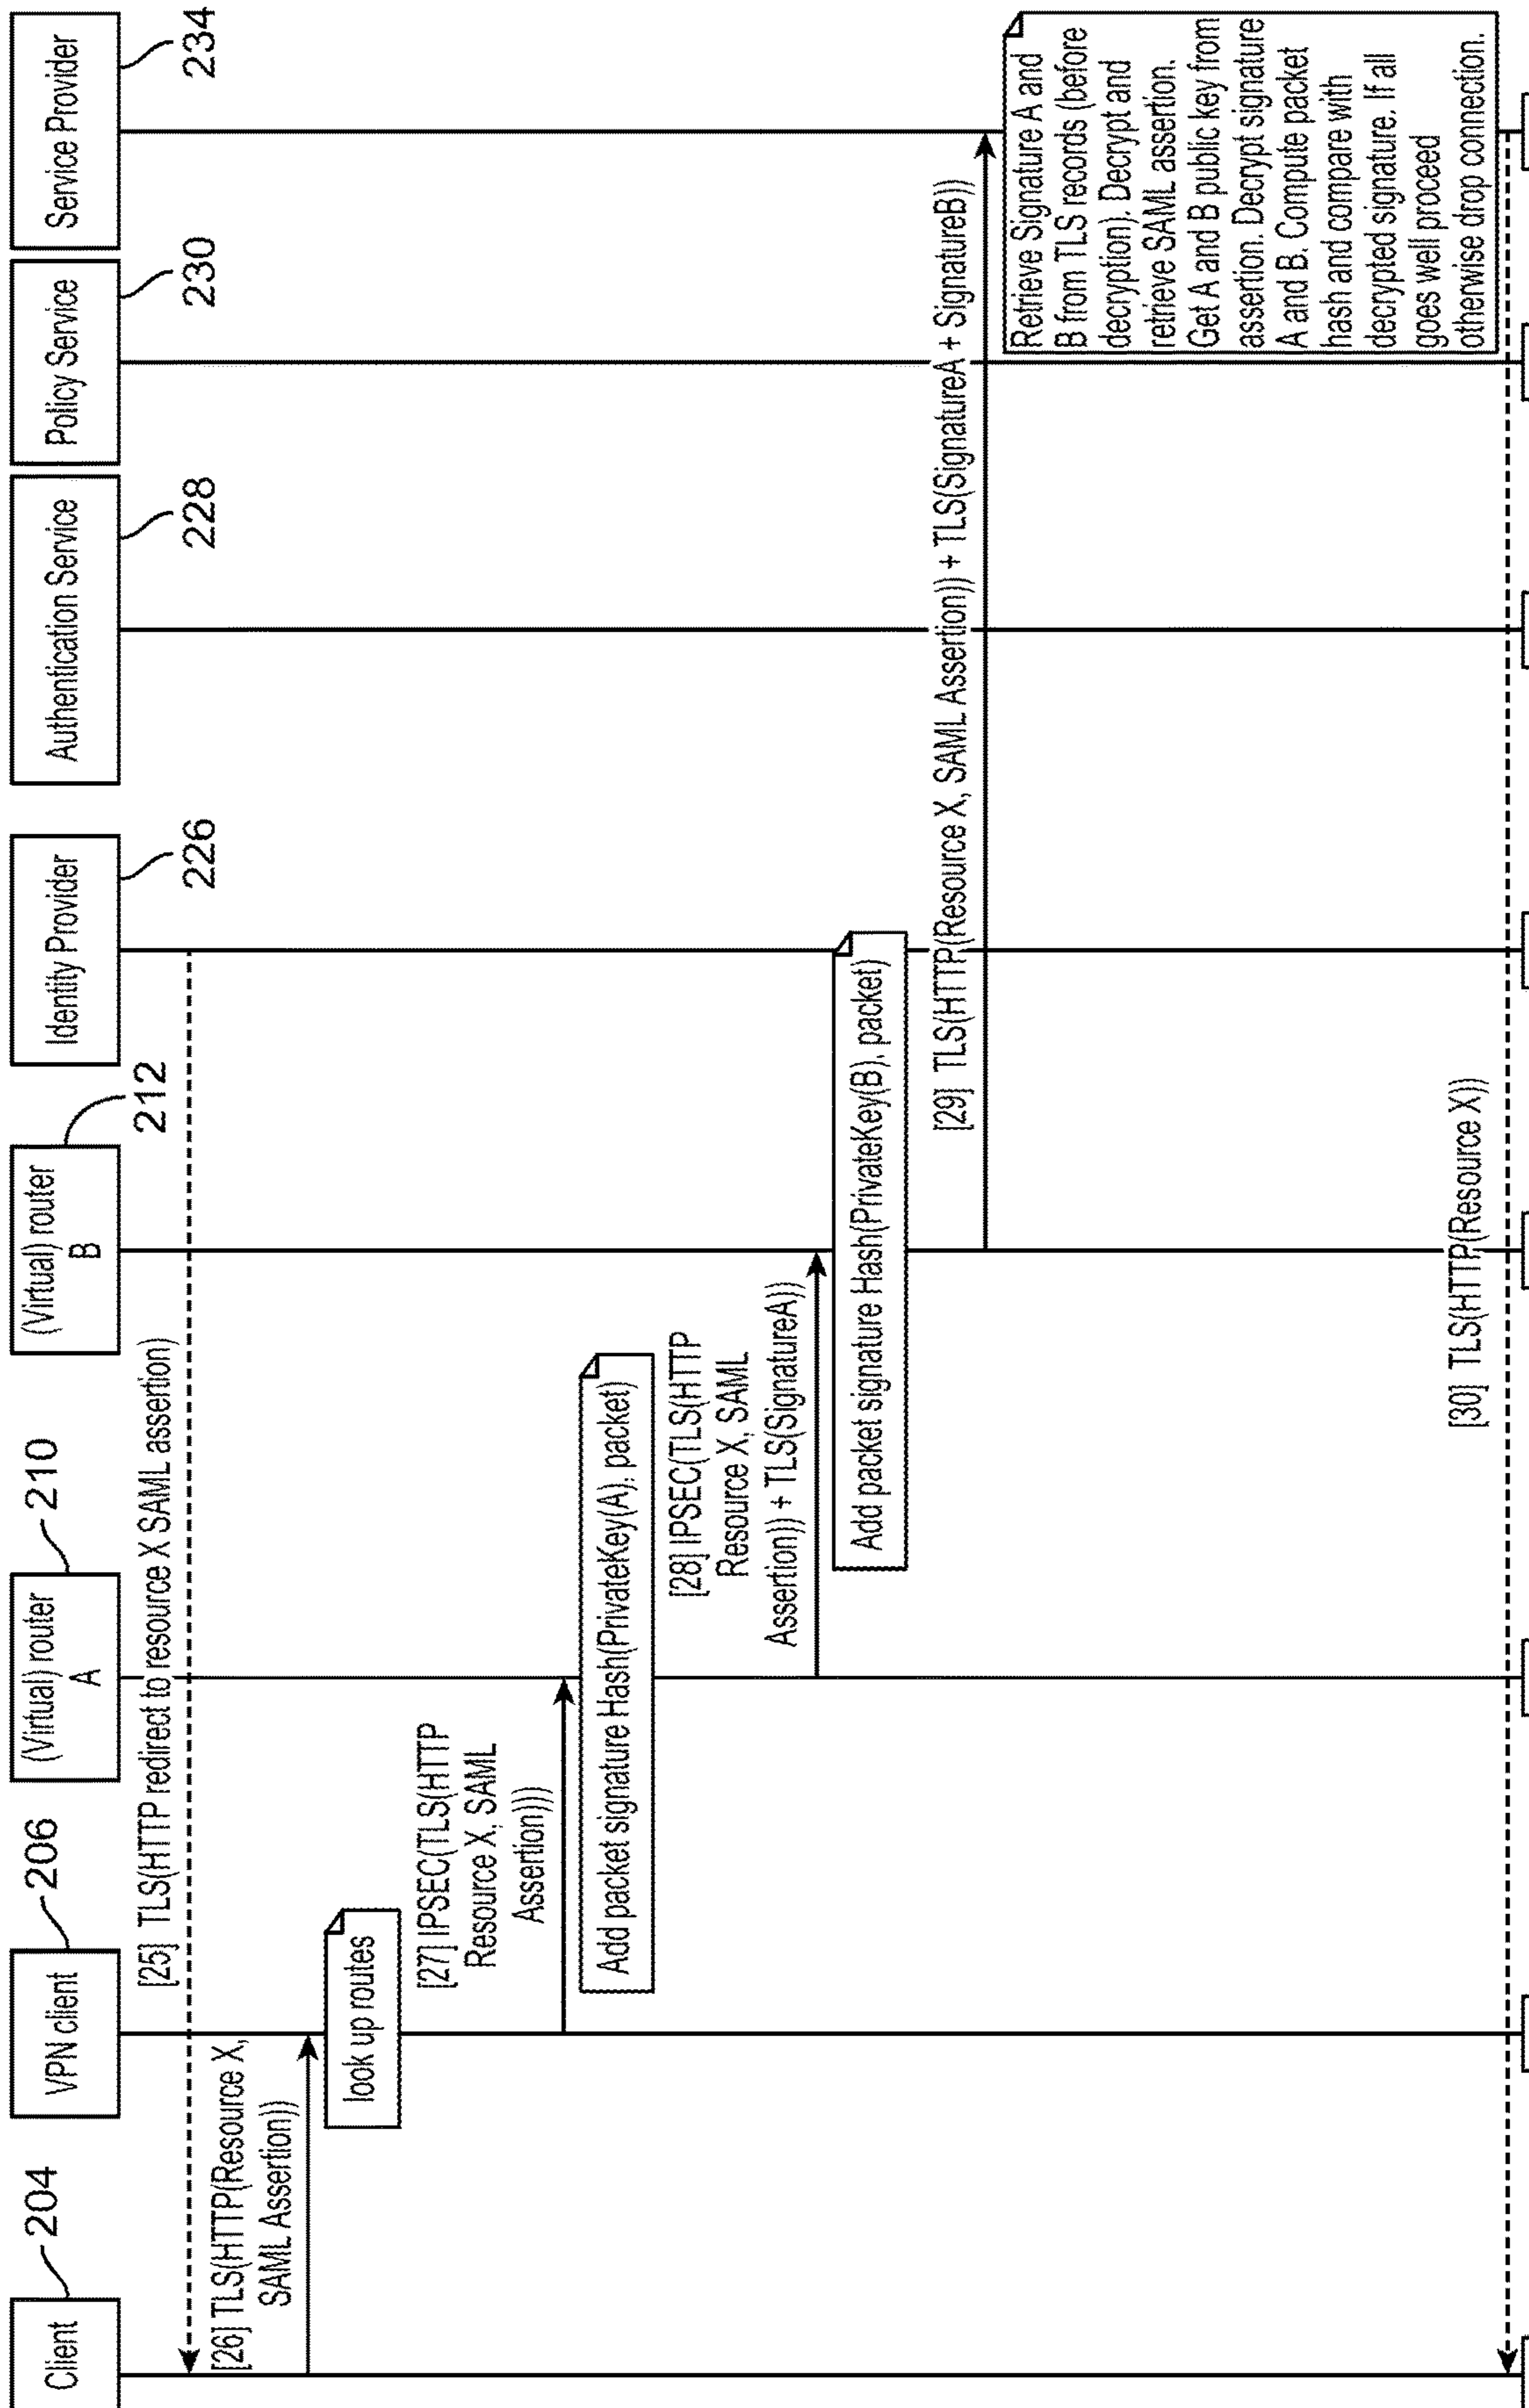 Client
204
VPN client
206
(Virtual) router
A
210
(Virtual) router
B
212
Identity Provider
226
Authentication Service
228
Policy Service
230
Service Provider
234
[25] TLS(HTTP redirect to resource X SAML assertion)
[26] TLS(HTTP(Resource X,
SAML Assertion))
look up routes
[27] IPSEC(TLS(HTTP
Resource X, SAML
Assertion)))
Add packet signature Hash(PrivateKey(A), packet)
[28] IPSEC(TLS(HTTP
Resource X, SAML
Assertion)) + TLS(SignatureA))
Add packet signature Hash(PrivateKey(B), packet)
[29] TLS(HTTP(Resource X, SAML Assertion)) + TLS(SignatureA + SignatureB))
Retrieve Signature A and
B from TLS records (before
decryption). Decrypt and
retrieve SAML assertion.
Get A and B public key from
assertion. Decrypt signature
A and B. Compute packet
hash and compare with
decrypted signature. If all
goes well proceed
otherwise drop connection.
[30] TLS(HTTP(Resource X))